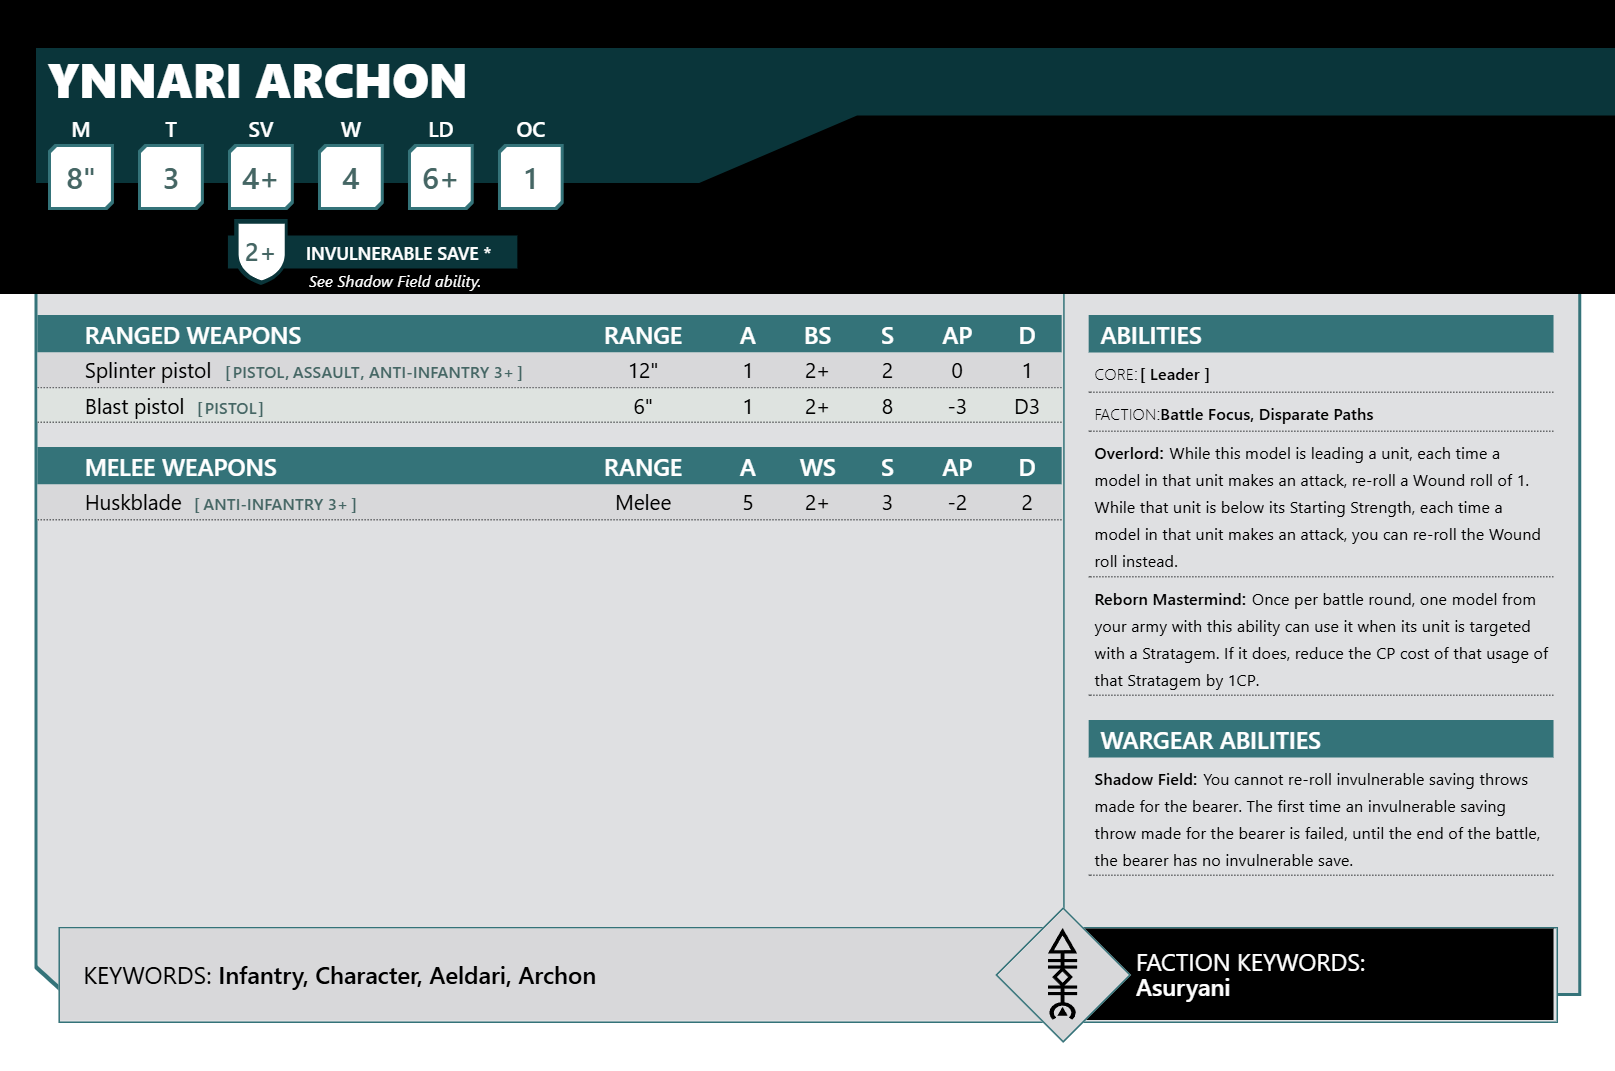 YNNARI ARCHON
M T SV W LD OC
8" 3 4+ 4 6+ 1
2+ INVULNERABLE SAVE *
See Shadow Field ability.
RANGED WEAPONS RANGE A BS S AP D
Splinter pistol [PISTOL, ASSAULT, ANTI-INFANTRY 3+ ] 12" 1 2+ 2 0 1
Blast pistol [PISTOL] 6" 1 2+ 8 -3 D3
MELEE WEAPONS RANGE A WS S AP D
Huskblade [ ANTI-INFANTRY 3+ ] Melee 5 2+ 3 -2 2
ABILITIES
CORE: [ Leader ]
FACTION:Battle Focus, Disparate Paths
Overlord: While this model is leading a unit, each time a
model in that unit makes an attack, re-roll a Wound roll of 1.
While that unit is below its Starting Strength, each time a
model in that unit makes an attack, you can re-roll the Wound
roll instead.
Reborn Mastermind: Once per battle round, one model from
your army with this ability can use it when its unit is targeted
with a Stratagem. If it does, reduce the CP cost of that usage of
that Stratagem by 1CP.
WARGEAR ABILITIES
Shadow Field: You cannot re-roll invulnerable saving throws
made for the bearer. The first time an invulnerable saving
throw made for the bearer is failed, until the end of the battle,
the bearer has no invulnerable save.
KEYWORDS: Infantry, Character, Aeldari, Archon
FACTION KEYWORDS:
Asuryani